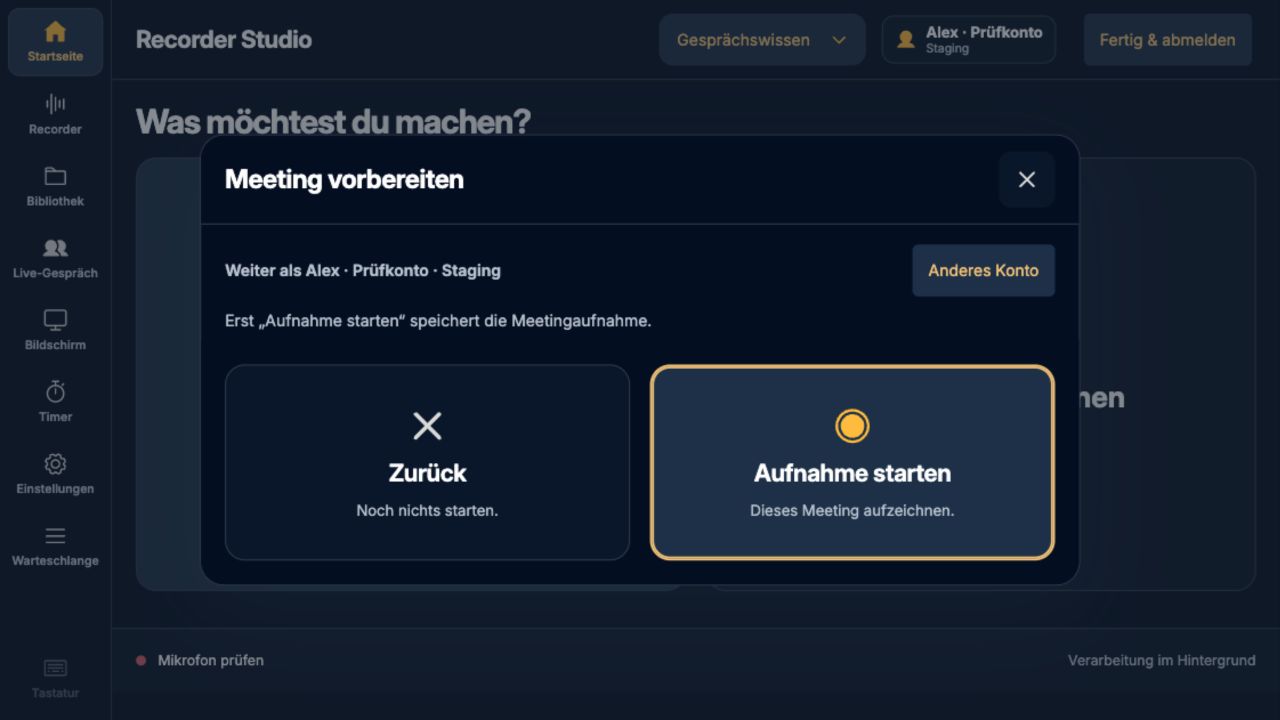 Startseite
Recorder Studio
Gesprächswissen
Alex · Prüfkonto
Staging
Fertig & abmelden
Recorder
Bibliothek
Live-Gespräch
Bildschirm
Timer
Einstellungen
Warteschlange
Tastatur
Was möchtest du machen?
Meeting vorbereiten
Weiter als Alex · Prüfkonto · Staging
Anderes Konto
Erst „Aufnahme starten“ speichert die Meetingaufnahme.
Zurück
Noch nichts starten.
Aufnahme starten
Dieses Meeting aufzeichnen.
Mikrofon prüfen
Verarbeitung im Hintergrund